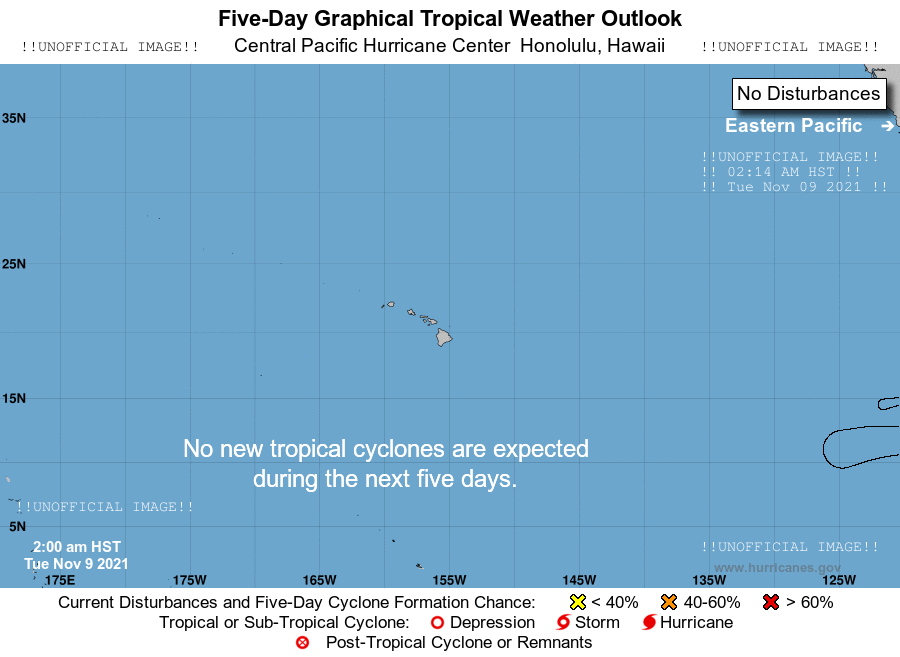 Five-Day Graphical Tropical Weather Outlook
!!UNOFFICIAL IMAGE!! Central Pacific Hurricane Center Honolulu, Hawaii !!UNOFFICIAL IMAGE!!
No Disturbances
35N
Eastern Pacific
!!UNOFFICIAL IMAGE!!
!! 02:14 AM HST !!
!! Tue Nov 09 2021 !!
25N
15N
No new tropical cyclones are expected
during the next five days.
!!UNOFFICIAL IMAGE!!
5N
2:00 am HST
Tue Nov 9 2021
!!UNOFFICIAL IMAGE!!
www.hurricanes.gov
175E 175W 165W 155W 145W 135W 125W
Current Disturbances and Five-Day Cyclone Formation Chance: < 40% 40-60% > 60%
Tropical or Sub-Tropical Cyclone: Depression Storm Hurricane
Post-Tropical Cyclone or Remnants